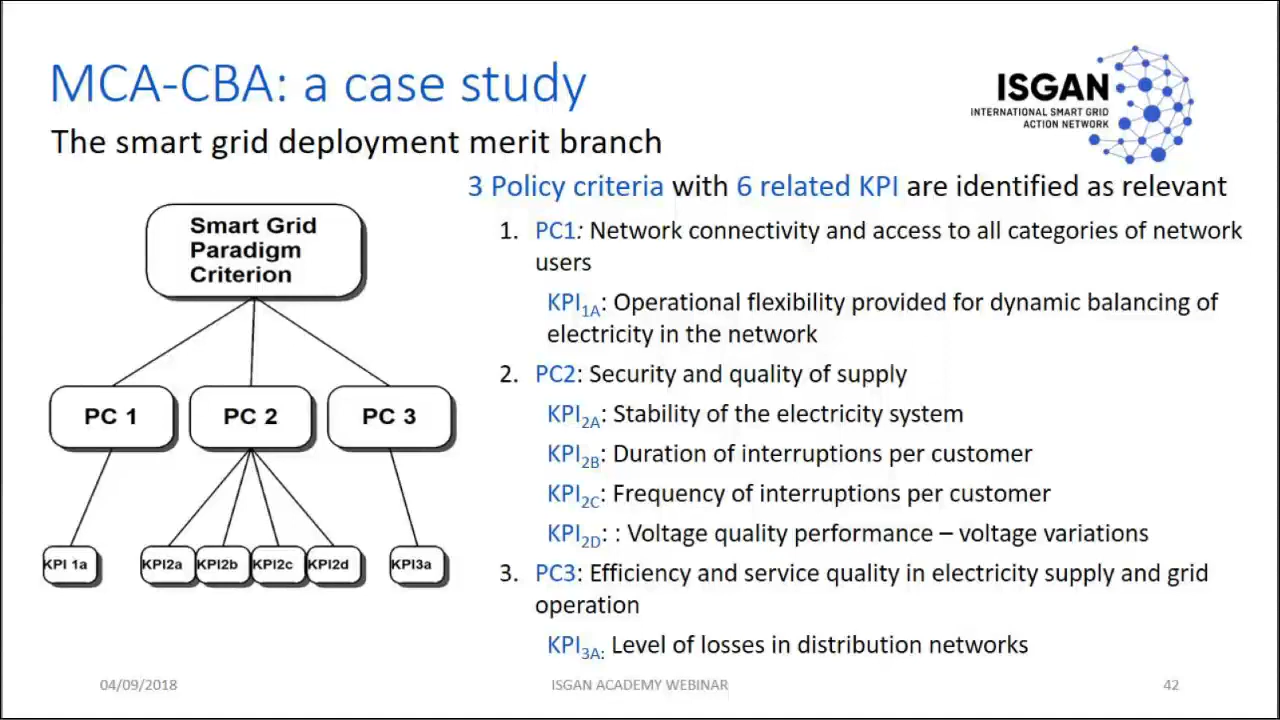 MCA-CBA: a case study
ISGAN
INTERNATIONAL SMART GRID
ACTION NETWORK
The smart grid deployment merit branch
3 Policy criteria with 6 related KPI are identified as relevant
Smart Grid
Paradigm
Criterion
PC 1
PC 2
PC 3
KPI 1a
KPI2a
KPI2b
KPI2c
KPI2d
KPI3a
1. PC1: Network connectivity and access to all categories of network
users
KPI1A: Operational flexibility provided for dynamic balancing of
electricity in the network
2. PC2: Security and quality of supply
KPI2A: Stability of the electricity system
KPI2B: Duration of interruptions per customer
KPI2C: Frequency of interruptions per customer
KPI2D: : Voltage quality performance – voltage variations
3. PC3: Efficiency and service quality in electricity supply and grid
operation
KPI3A: Level of losses in distribution networks
04/09/2018
ISGAN ACADEMY WEBINAR
42